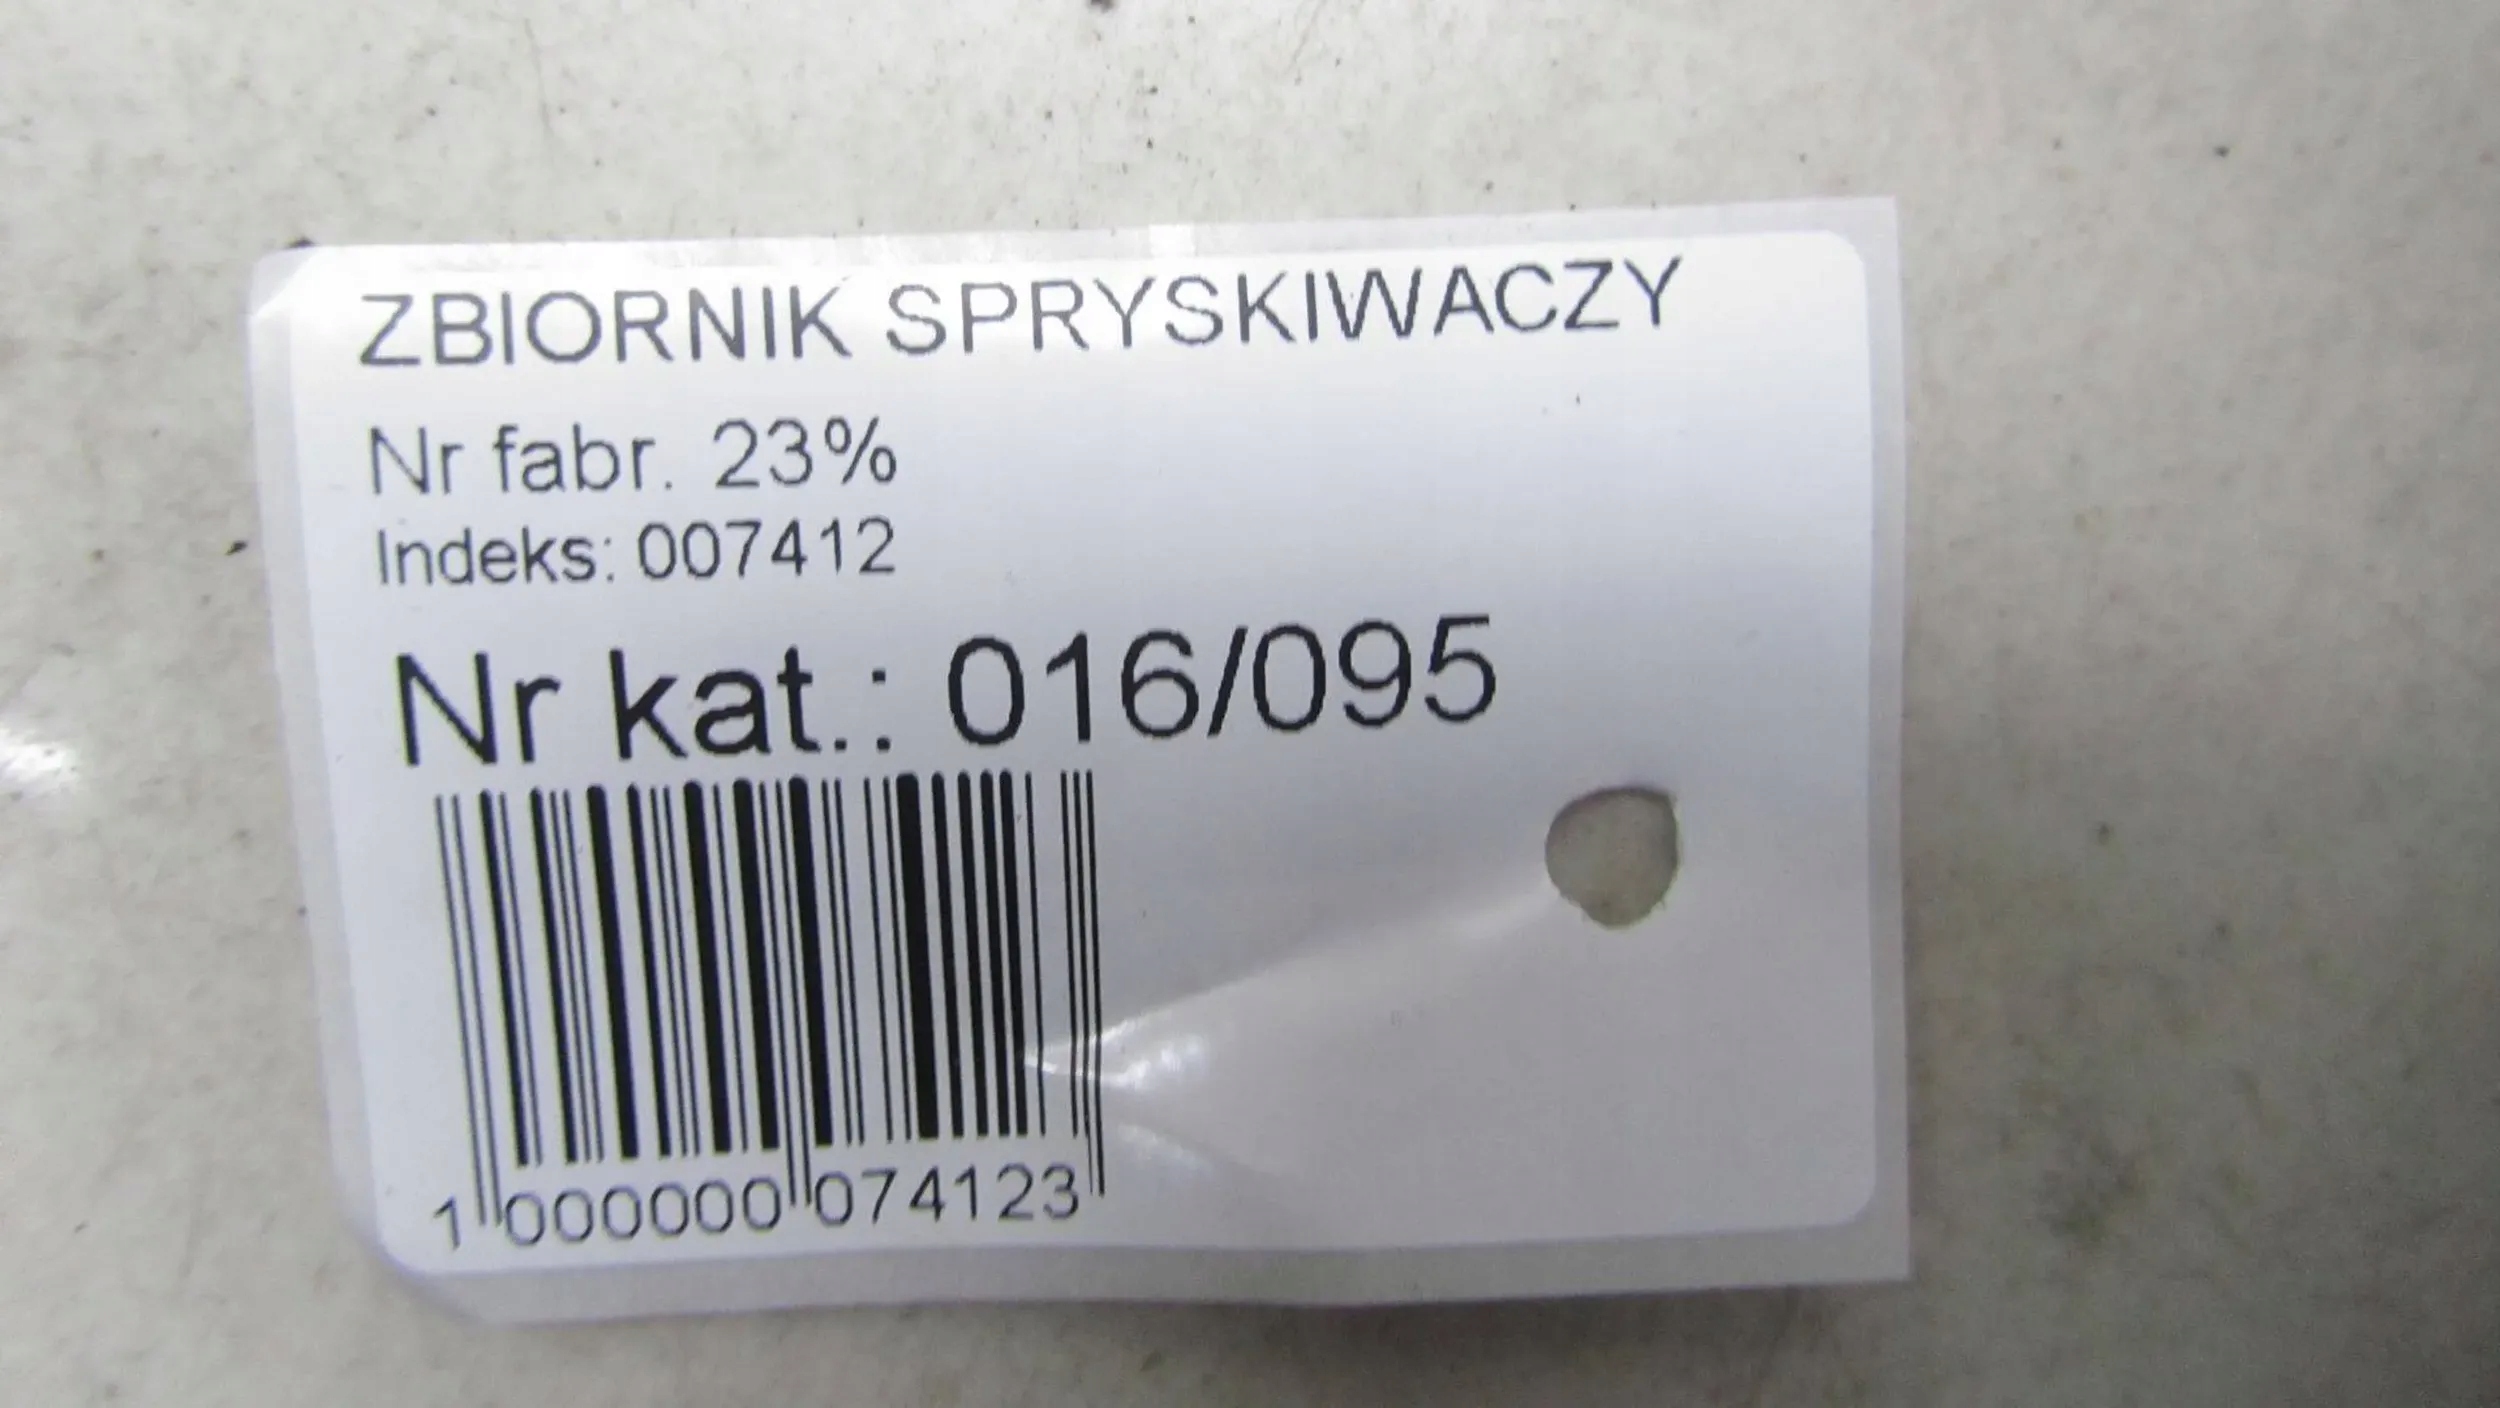 ZBIORNIK SPRYSKIWACZY
Nr fabr. 23%
Indeks: 007412
Nr kat.: 016/095
1 000000 074123